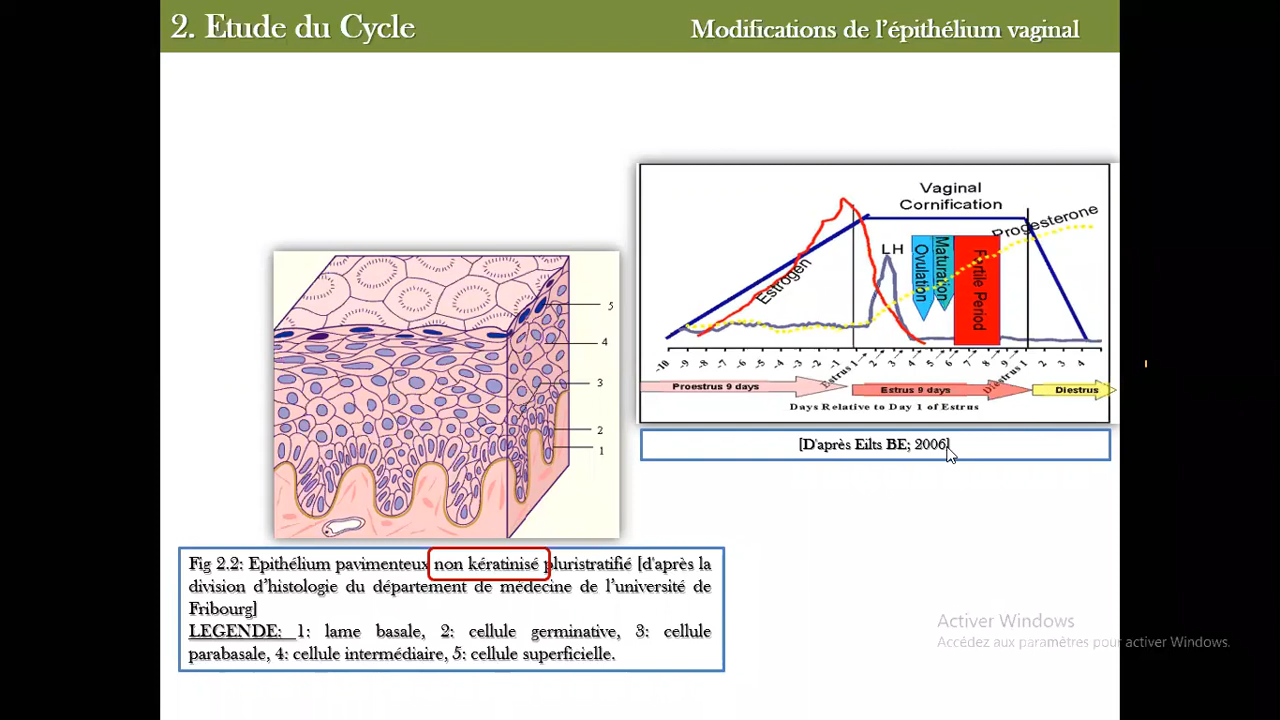 2. Etude du Cycle
Modifications de l'épithélium vaginal
Vaginal
Cornification
Progesterone
LH
Estrogen
Ovulation
Maturation
Fertile Period
-10 -9 -8 -7 -6 -5 -4 -3 -2 -1 Estrus 1→ 2→ 3→ 4→ 5→ 6→ 7→ 8→ 9→ Diestrus 1 2 3 4
Proestrus 9 days
Estrus 9 days
Diestrus
Days Relative to Day 1 of Estrus
[D'après Eilts BE; 2006]
5
4
3
2
1
Fig 2.2: Epithélium pavimenteux non kératinisé pluristratifié [d'après la
division d'histologie du département de médecine de l'université de
Fribourg]
LEGENDE: 1: lame basale, 2: cellule germinative, 3: cellule
parabasale, 4: cellule intermédiaire, 5: cellule superficielle.
Activer Windows
Accédez aux paramètres pour activer Windows.